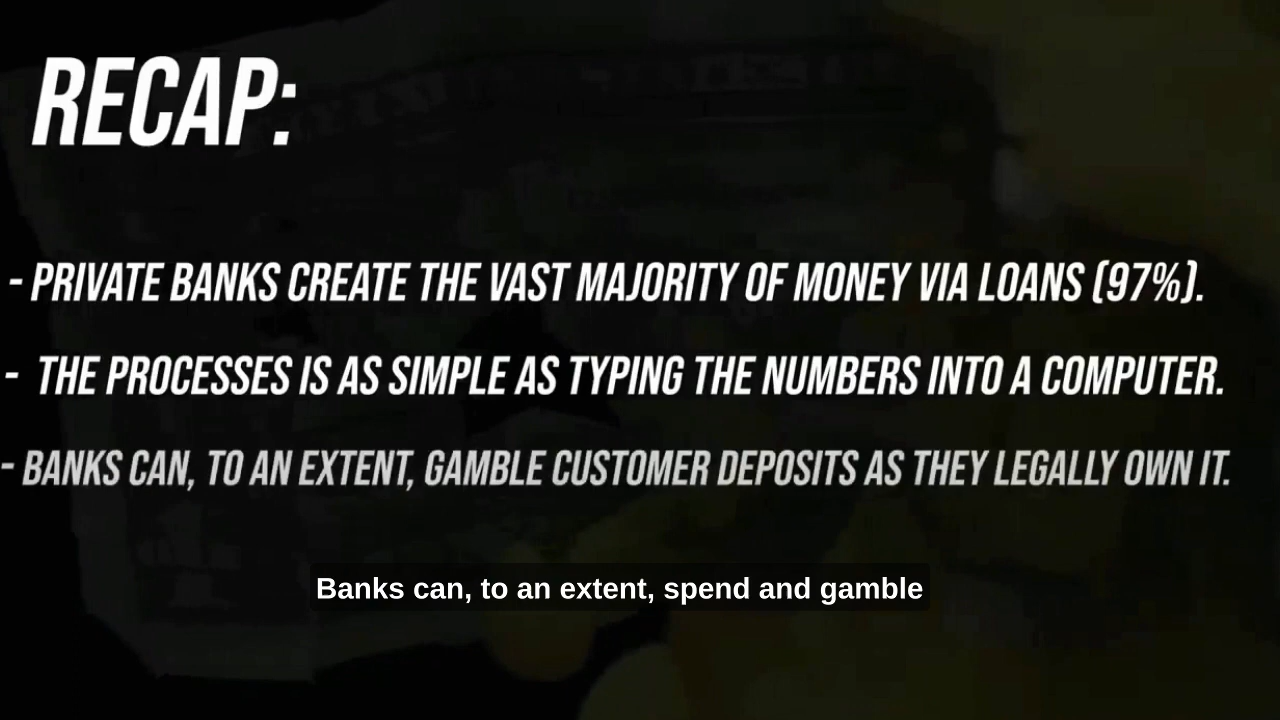 RECAP:
- PRIVATE BANKS CREATE THE VAST MAJORITY OF MONEY VIA LOANS (97%).
- THE PROCESSES IS AS SIMPLE AS TYPING THE NUMBERS INTO A COMPUTER.
- BANKS CAN, TO AN EXTENT, GAMBLE CUSTOMER DEPOSITS AS THEY LEGALLY OWN IT.
Banks can, to an extent, spend and gamble